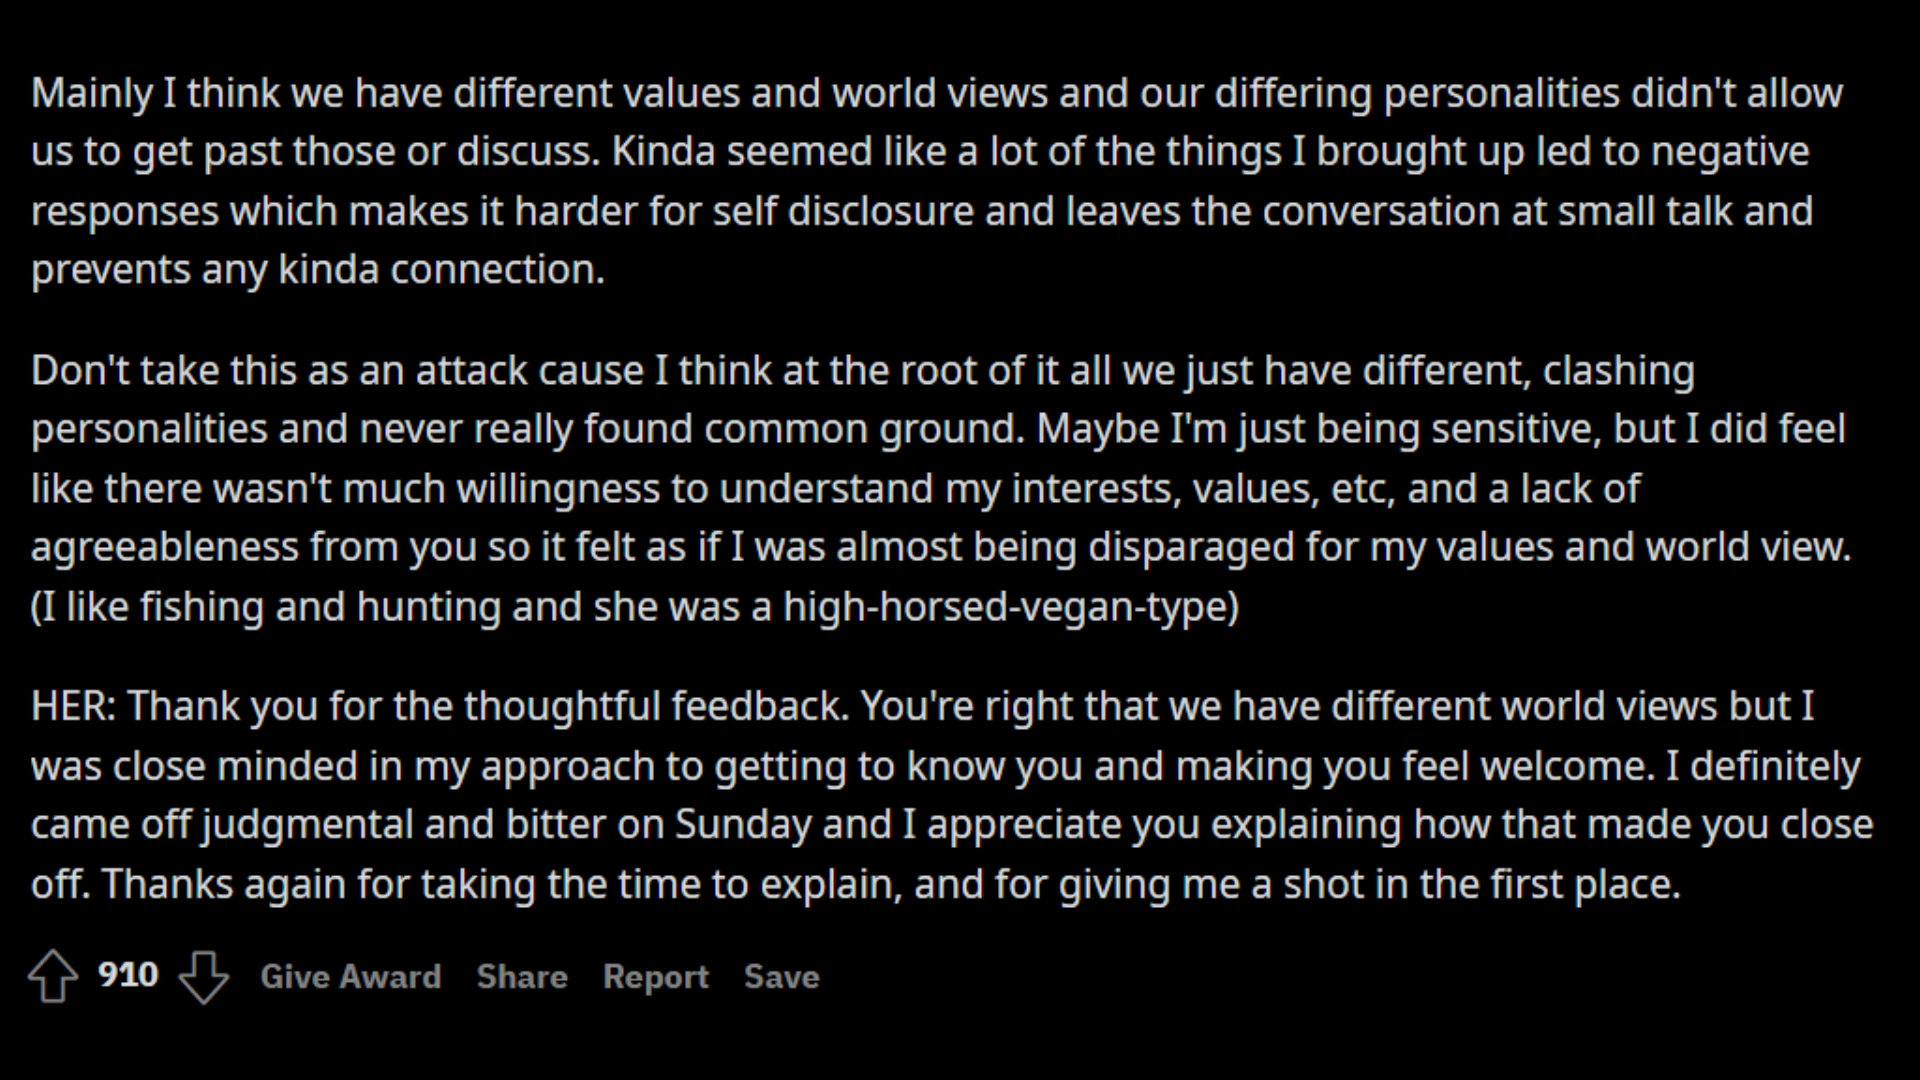 Mainly I think we have different values and world views and our differing personalities didn't allow
us to get past those or discuss. Kinda seemed like a lot of the things I brought up led to negative
responses which makes it harder for self disclosure and leaves the conversation at small talk and
prevents any kinda connection.
Don't take this as an attack cause I think at the root of it all we just have different, clashing
personalities and never really found common ground. Maybe I'm just being sensitive, but I did feel
like there wasn't much willingness to understand my interests, values, etc, and a lack of
agreeableness from you so it felt as if I was almost being disparaged for my values and world view.
(I like fishing and hunting and she was a high-horsed-vegan-type)
HER: Thank you for the thoughtful feedback. You're right that we have different world views but I
was close minded in my approach to getting to know you and making you feel welcome. I definitely
came off judgmental and bitter on Sunday and I appreciate you explaining how that made you close
off. Thanks again for taking the time to explain, and for giving me a shot in the first place.
910 Give Award Share Report Save